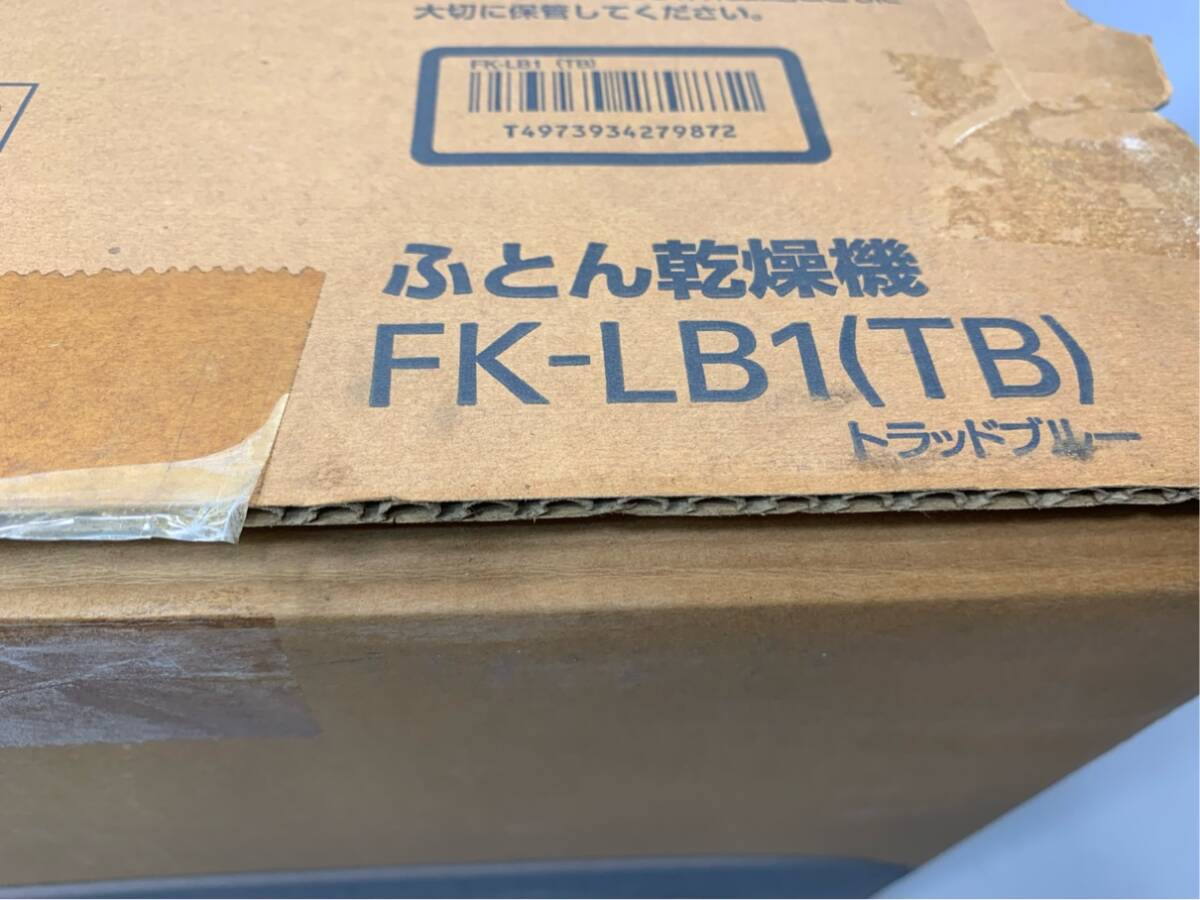 大切に保管してください。
FK-LB1 (TB)
T4973934279872
ふとん乾燥機
FK-LB1(TB)
トラッドブルー